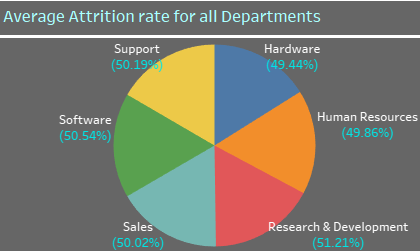 Average Attrition rate for all Departments
Support
(50.19%)
Hardware
(49.44%)
Human Resources
(49.86%)
Software
(50.54%)
Sales
(50.02%)
Research & Development
(51.21%)